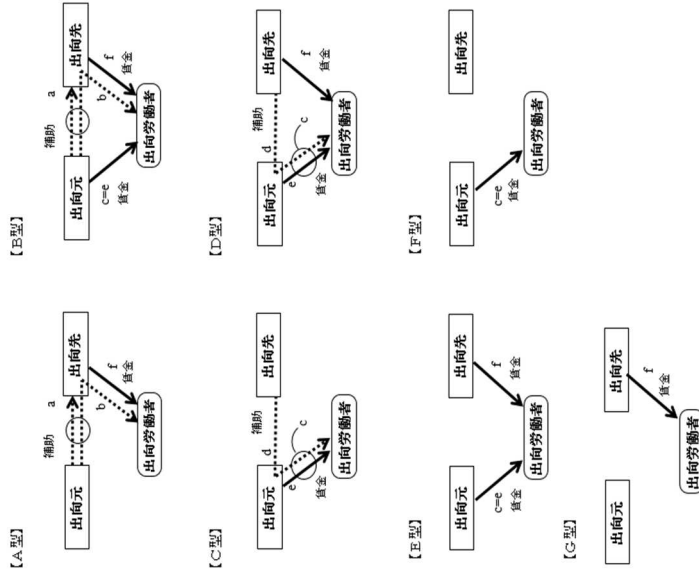 【A型】
補助
a
出向元
出向先
b
f
賃金
出向労働者
【B型】
補助
a
出向元
出向先
c=e
賃金
b
f
賃金
出向労働者
【C型】
補助
d
出向元
出向先
e
賃金
c
出向労働者
【D型】
補助
d
出向元
出向先
e
賃金
c
f
賃金
出向労働者
【E型】
出向元
出向先
c=e
賃金
f
賃金
出向労働者
【F型】
出向元
出向先
c=e
賃金
出向労働者
【G型】
出向元
出向先
f
賃金
出向労働者